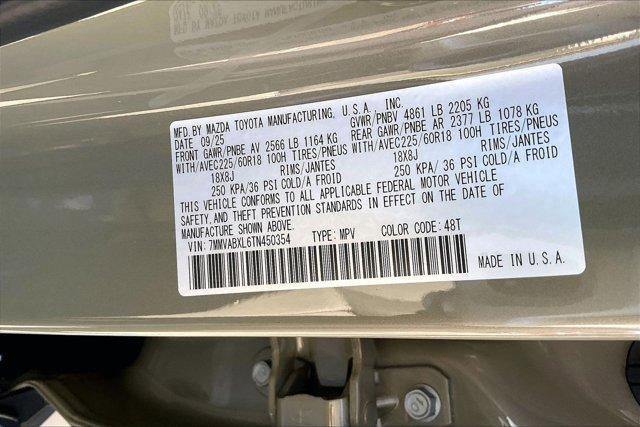 MFD. BY MAZDA TOYOTA MANUFACTURING, U.S.A., INC.
DATE 09/25 GVWR/PNBV 4861 LB 2205 KG
FRONT GAWR/PNBE AV 2566 LB 1164 KG REAR GAWR/PNBE AR 2377 LB 1078 KG
WITH/AVEC225/60R18 100H TIRES/PNEUS WITH/AVEC225/60R18 100H TIRES/PNEUS
18X8J RIMS/JANTES 18X8J RIMS/JANTES
250 KPA/36 PSI COLD/A FROID 250 KPA/ 36 PSI COLD/A FROID
THIS VEHICLE CONFORMS TO ALL APPLICABLE FEDERAL MOTOR VEHICLE
SAFETY,AND THEFT PREVENTION STANDARDS IN EFFECT ON THE DATE OF
MANUFACTURE SHOWN ABOVE.
VIN: 7MMVABXL6TN450354 TYPE: MPV COLOR CODE: 48T
MADE IN U.S.A.
10